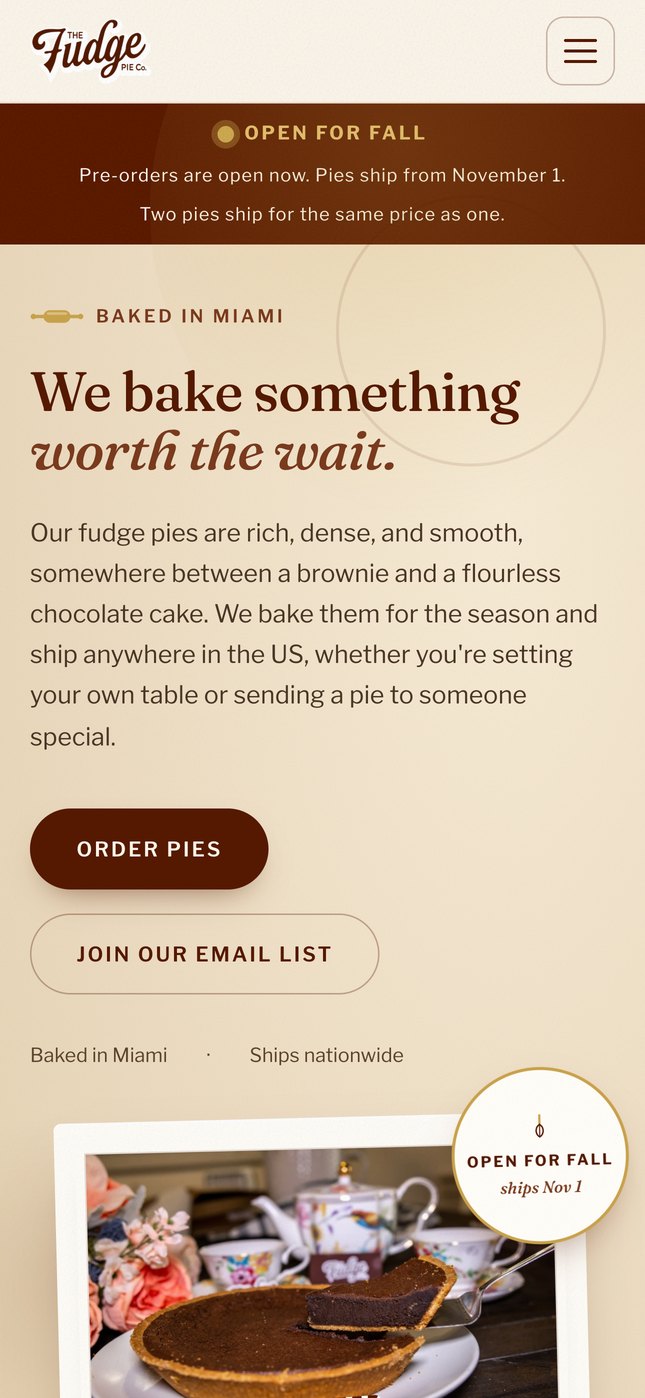 THE
Fudge
PIE Co.
OPEN FOR FALL
Pre-orders are open now. Pies ship from November 1.
Two pies ship for the same price as one.
BAKED IN MIAMI
We bake something
worth the wait.
Our fudge pies are rich, dense, and smooth,
somewhere between a brownie and a flourless
chocolate cake. We bake them for the season and
ship anywhere in the US, whether you're setting
your own table or sending a pie to someone
special.
ORDER PIES
JOIN OUR EMAIL LIST
Baked in Miami · Ships nationwide
OPEN FOR FALL
ships Nov 1
Fudge